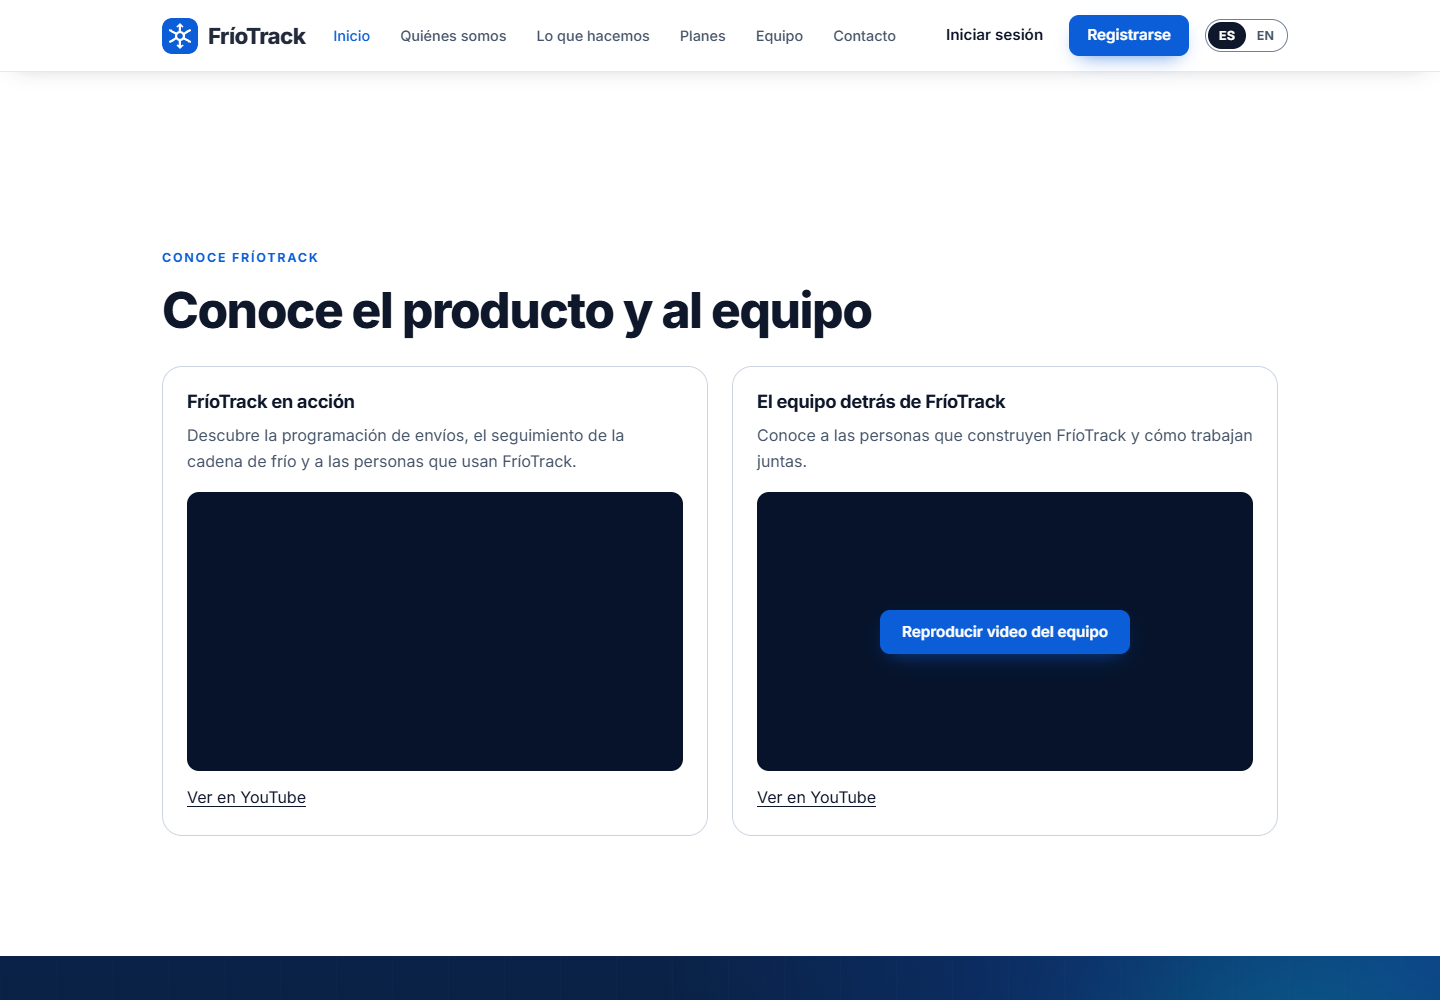 FríoTrack
Inicio
Quiénes somos
Lo que hacemos
Planes
Equipo
Contacto
Iniciar sesión
Registrarse
ES
EN
CONOCE FRÍOTRACK
Conoce el producto y al equipo
FríoTrack en acción
Descubre la programación de envíos, el seguimiento de la
cadena de frío y a las personas que usan FríoTrack.
Ver en YouTube
El equipo detrás de FríoTrack
Conoce a las personas que construyen FríoTrack y cómo trabajan
juntas.
Reproducir video del equipo
Ver en YouTube